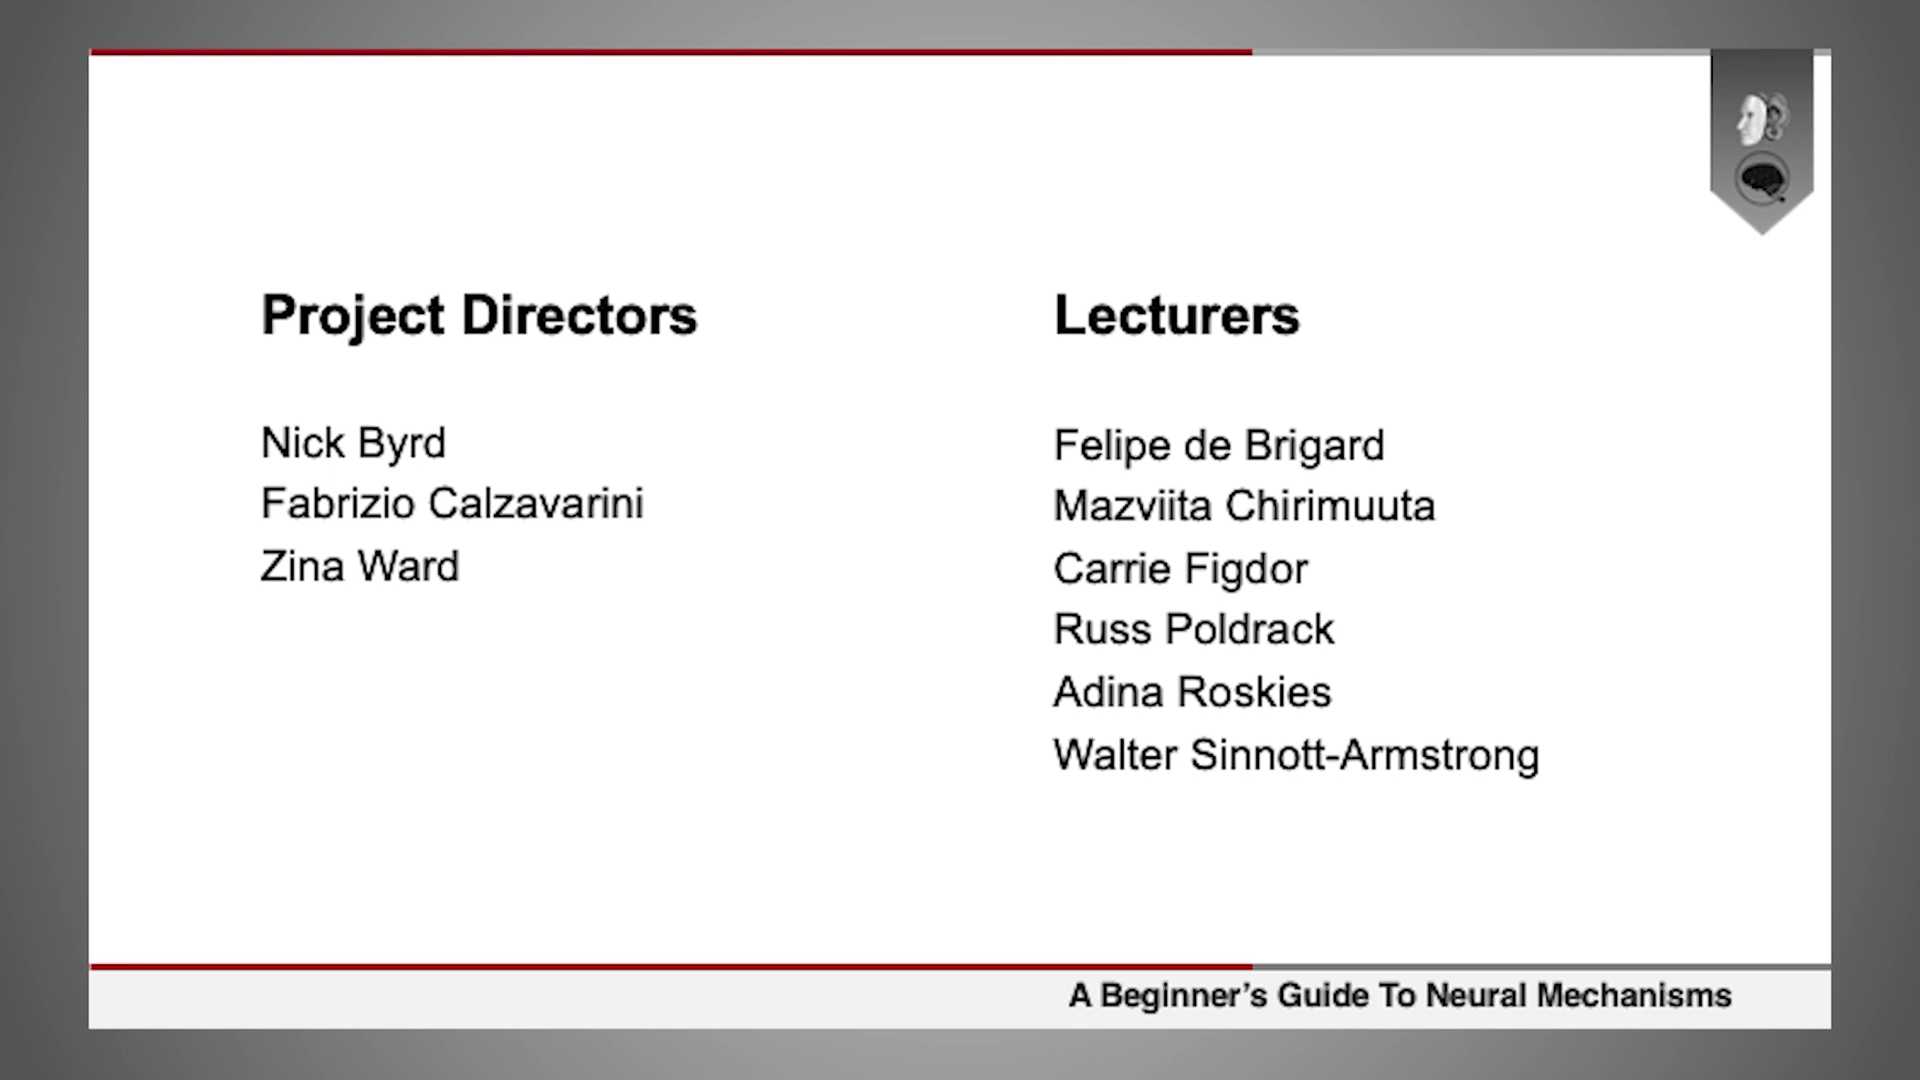 Project Directors
Nick Byrd
Fabrizio Calzavarini
Zina Ward
Lecturers
Felipe de Brigard
Mazviita Chirimuuta
Carrie Figdor
Russ Poldrack
Adina Roskies
Walter Sinnott-Armstrong
A Beginner’s Guide To Neural Mechanisms